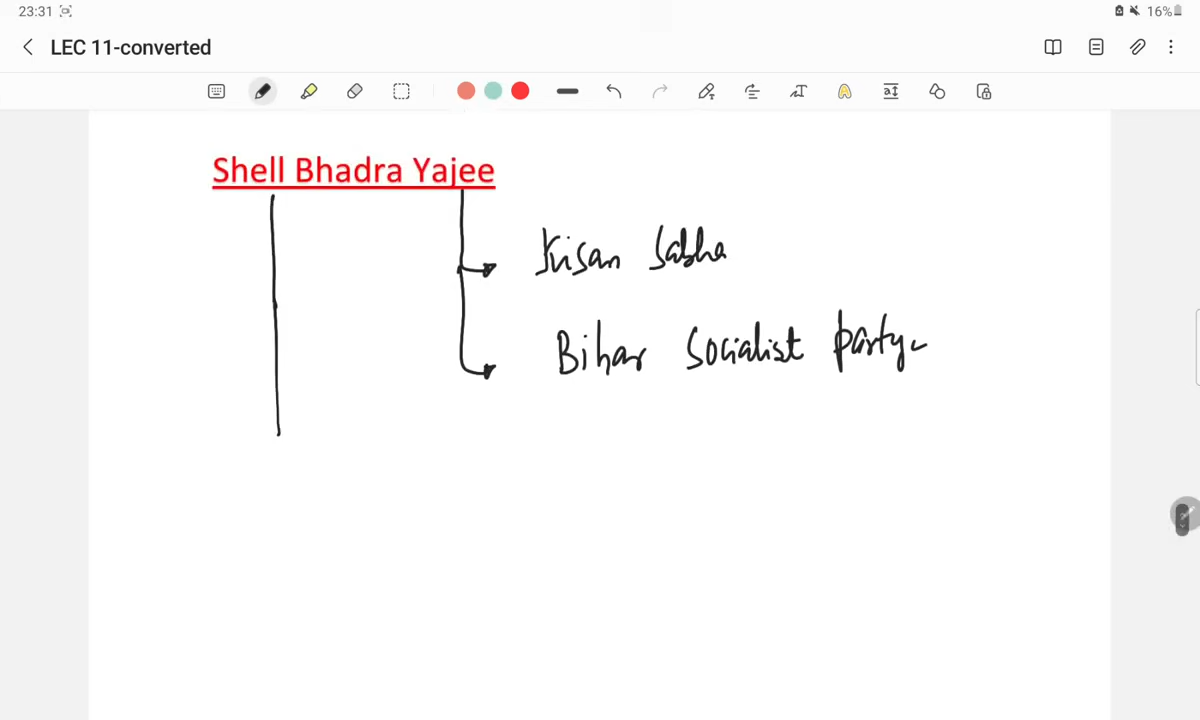 23:31 16%
LEC 11-converted
Shell Bhadra Yajee
Kisan Sabha
Bihar Socialist party